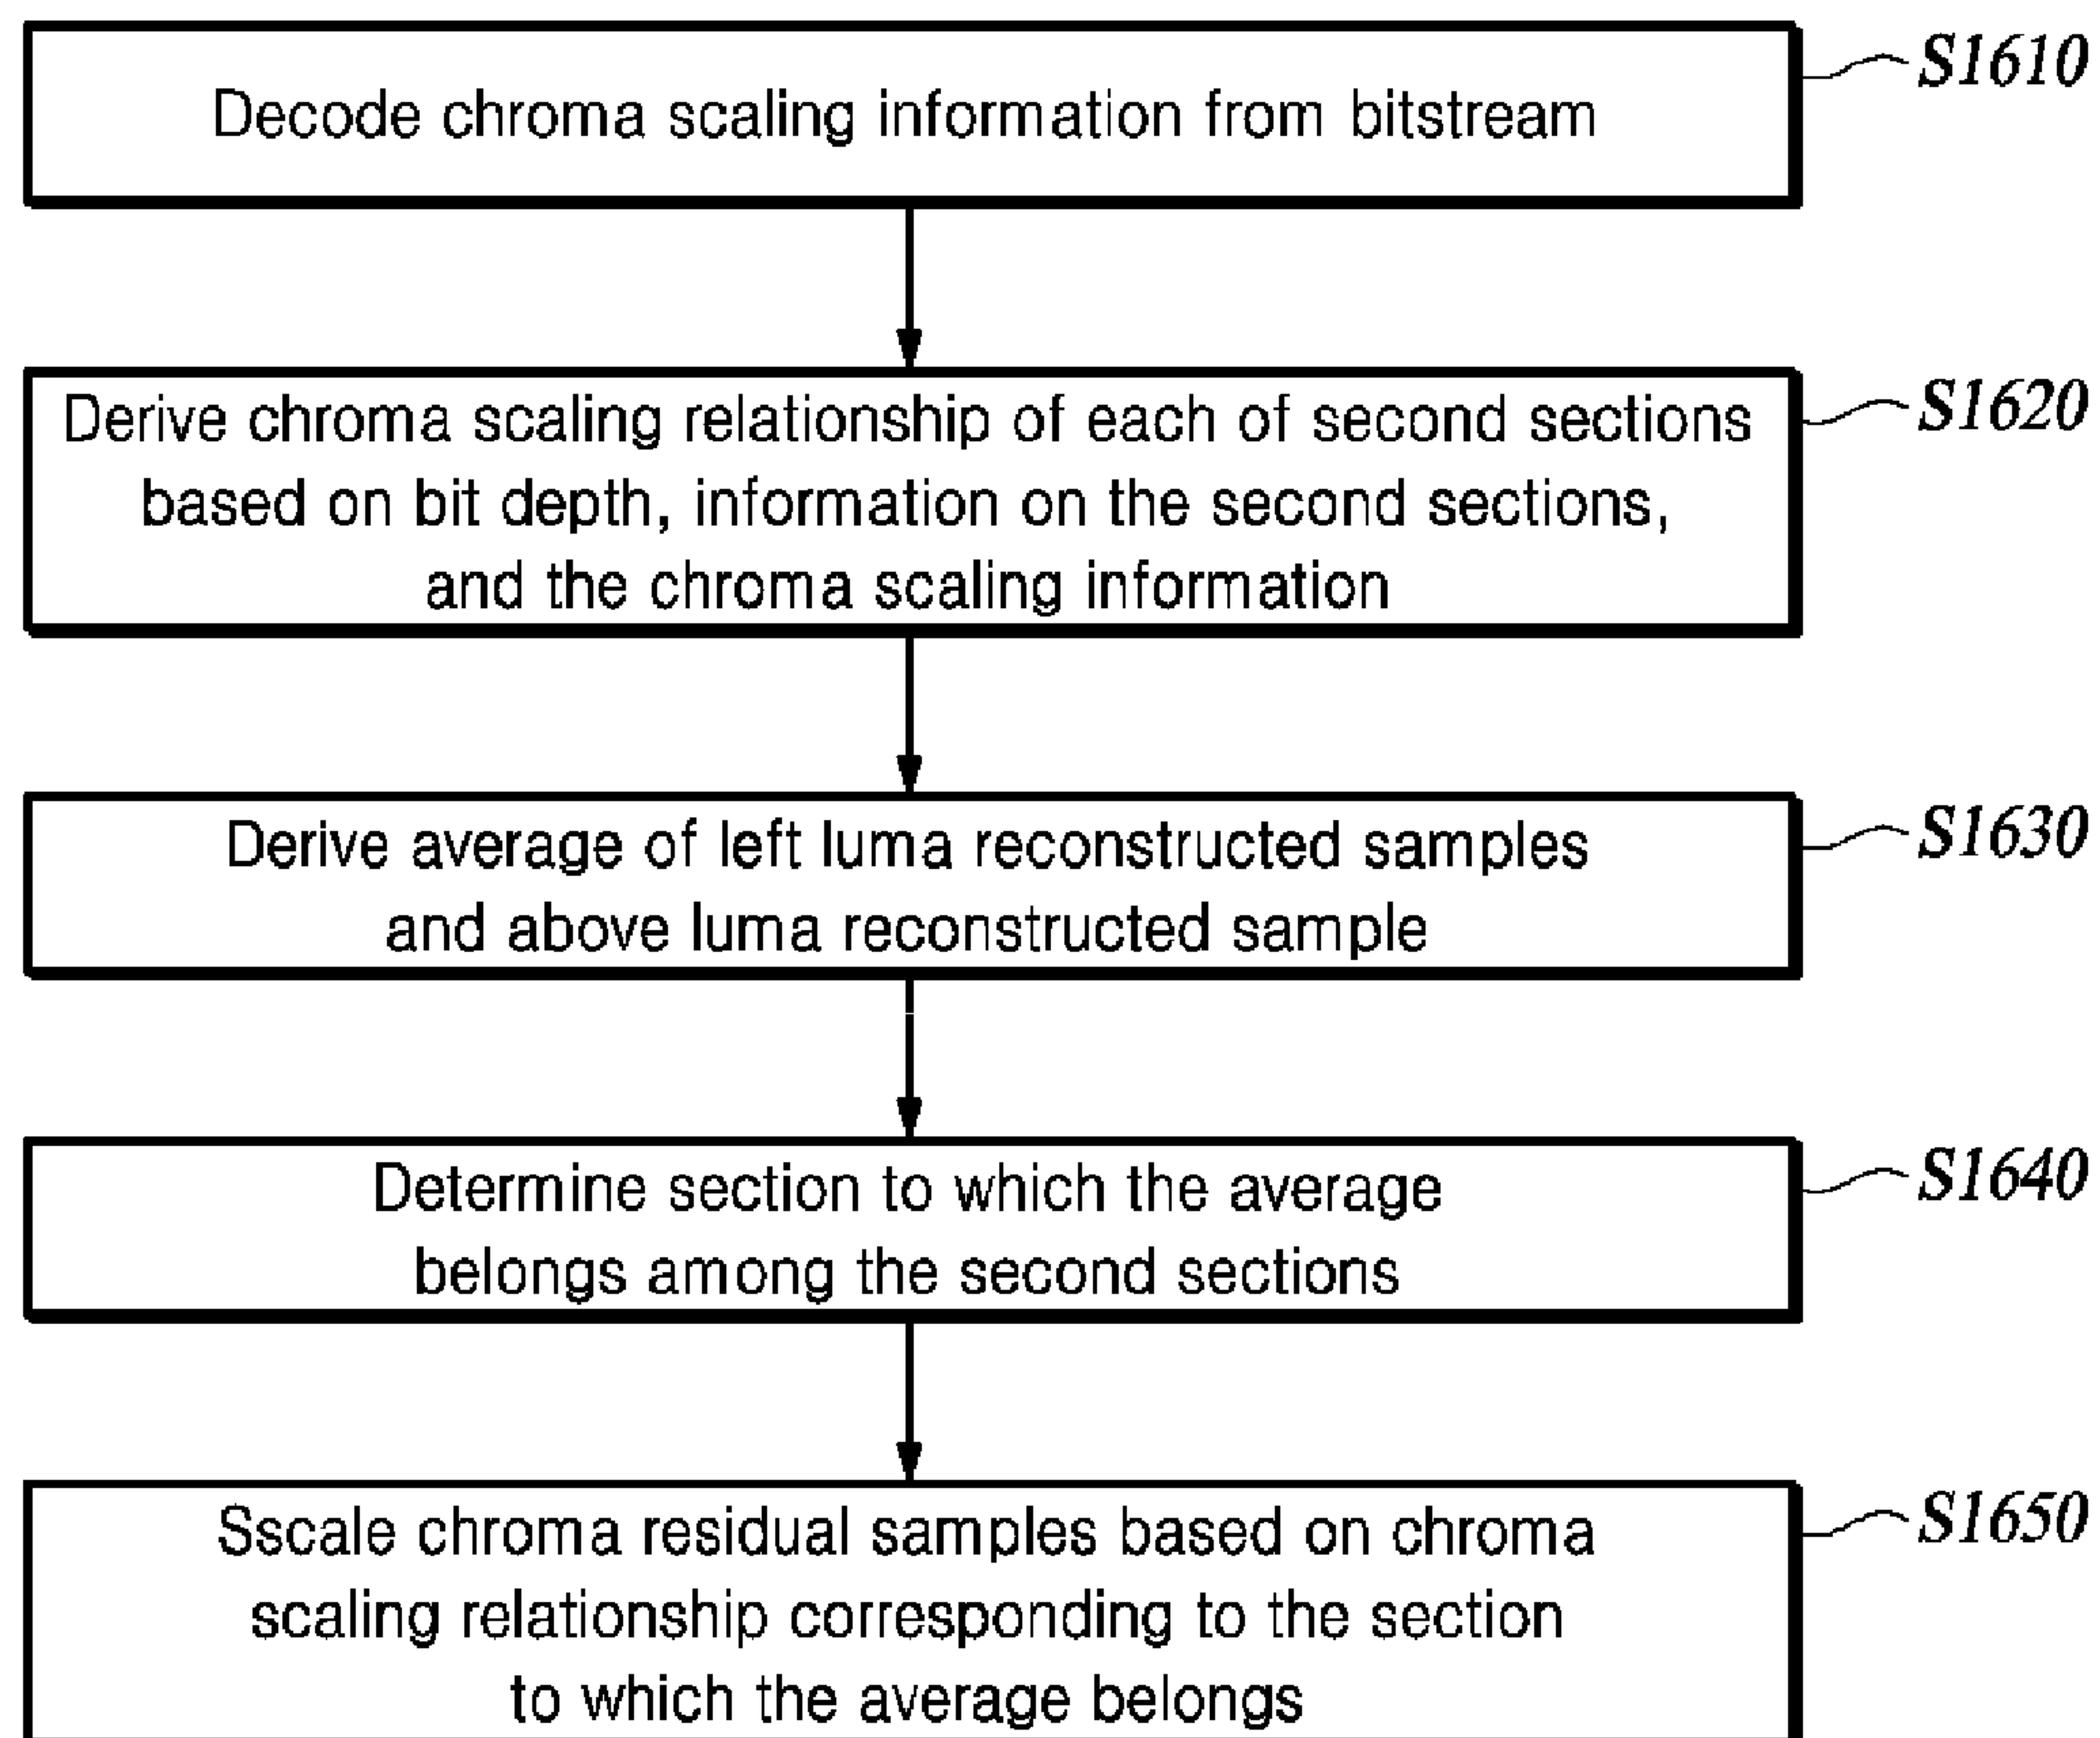 Decode chroma scaling information from bitstream
S1610
Derive chroma scaling relationship of each of second sections
based on bit depth, information on the second sections,
and the chroma scaling information
S1620
Derive average of left luma reconstructed samples
and above luma reconstructed sample
S1630
Determine section to which the average
belongs among the second sections
S1640
Sscale chroma residual samples based on chroma
scaling relationship corresponding to the section
to which the average belongs
S1650